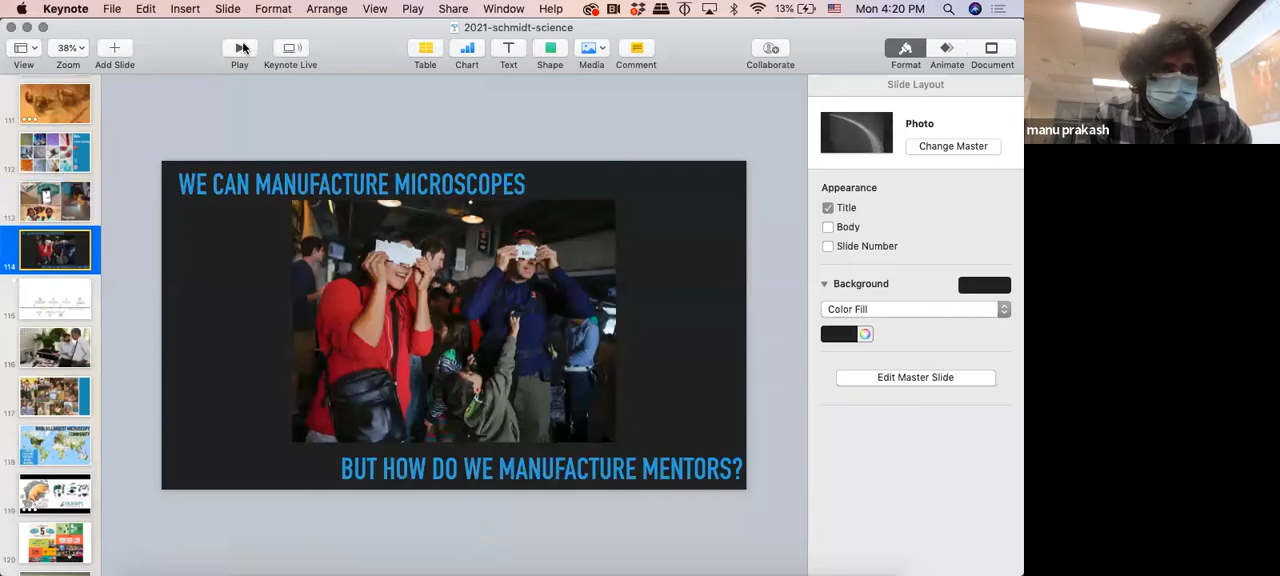 Keynote File Edit Insert Slide Format Arrange View Play Share Window Help 13% Mon 4:20 PM
2021-schmidt-science
38%
View Zoom Add Slide Play Keynote Live Table Chart Text Shape Media Comment Collaborate Format Animate Document
Slide Layout
Photo
Change Master
Appearance
Title
Body
Slide Number
Background
Color Fill
Edit Master Slide
111
112
113
114
115
116
117
118
119
120
WE CAN MANUFACTURE MICROSCOPES
BUT HOW DO WE MANUFACTURE MENTORS?
manu prakash